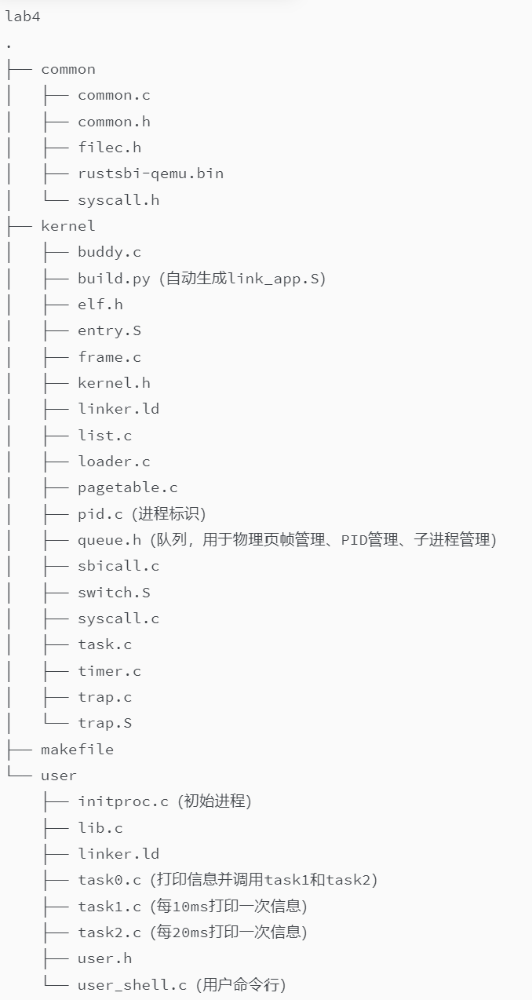 lab4
.
├── common
│   ├── common.c
│   ├── common.h
│   ├── filec.h
│   ├── rustsbi-qemu.bin
│   └── syscall.h
├── kernel
│   ├── buddy.c
│   ├── build.py (自动生成link_app.S)
│   ├── elf.h
│   ├── entry.S
│   ├── frame.c
│   ├── kernel.h
│   ├── linker.ld
│   ├── list.c
│   ├── loader.c
│   ├── pagetable.c
│   ├── pid.c (进程标识)
│   ├── queue.h (队列，用于物理页帧管理、PID管理、子进程管理)
│   ├── sbicall.c
│   ├── switch.S
│   ├── syscall.c
│   ├── task.c
│   ├── timer.c
│   ├── trap.c
│   └── trap.S
├── makefile
└── user
    ├── initproc.c (初始进程)
    ├── lib.c
    ├── linker.ld
    ├── task0.c (打印信息并调用task1和task2)
    ├── task1.c (每10ms打印一次信息)
    ├── task2.c (每20ms打印一次信息)
    ├── user.h
    └── user_shell.c (用户命令行)